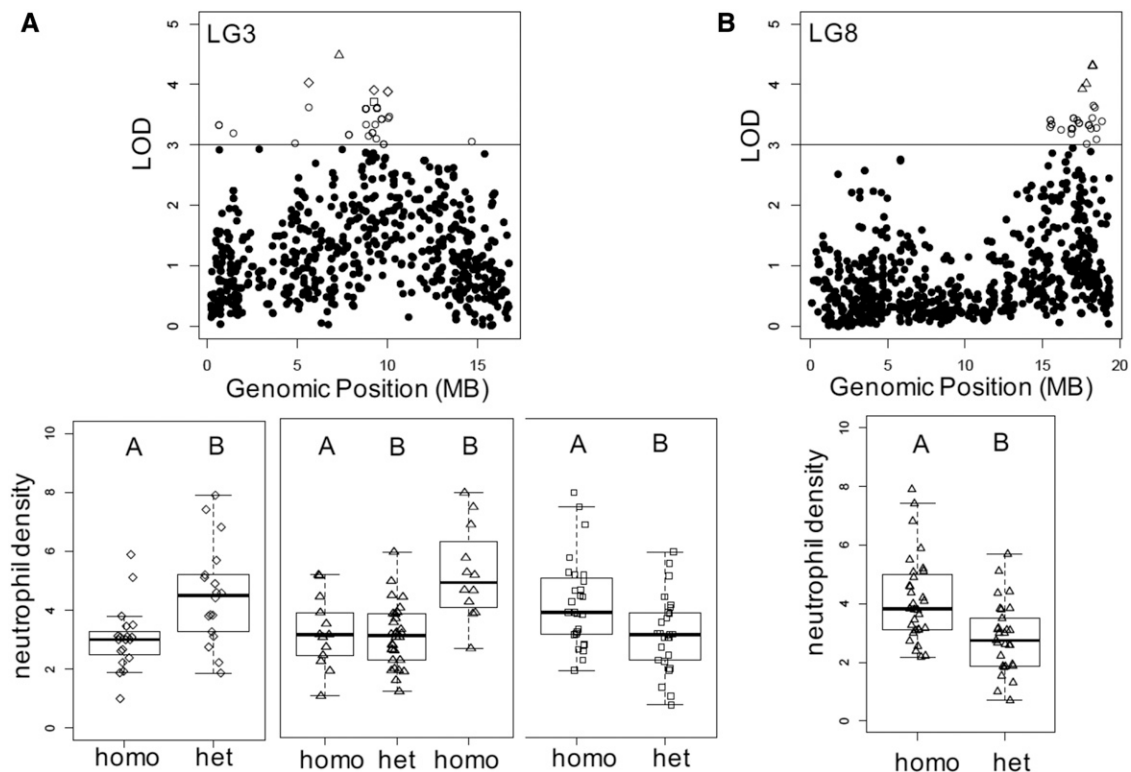 A
B
LG3
LG8
LOD
LOD
0 1 2 3 4 5
0 1 2 3 4 5
0 5 10 15
0 5 10 15 20
Genomic Position (MB)
Genomic Position (MB)
neutrophil density
0 2 4 6 8 10
A B
homo het
A B B
homo het homo
A B
homo het
neutrophil density
0 2 4 6 8 10
A B
homo het